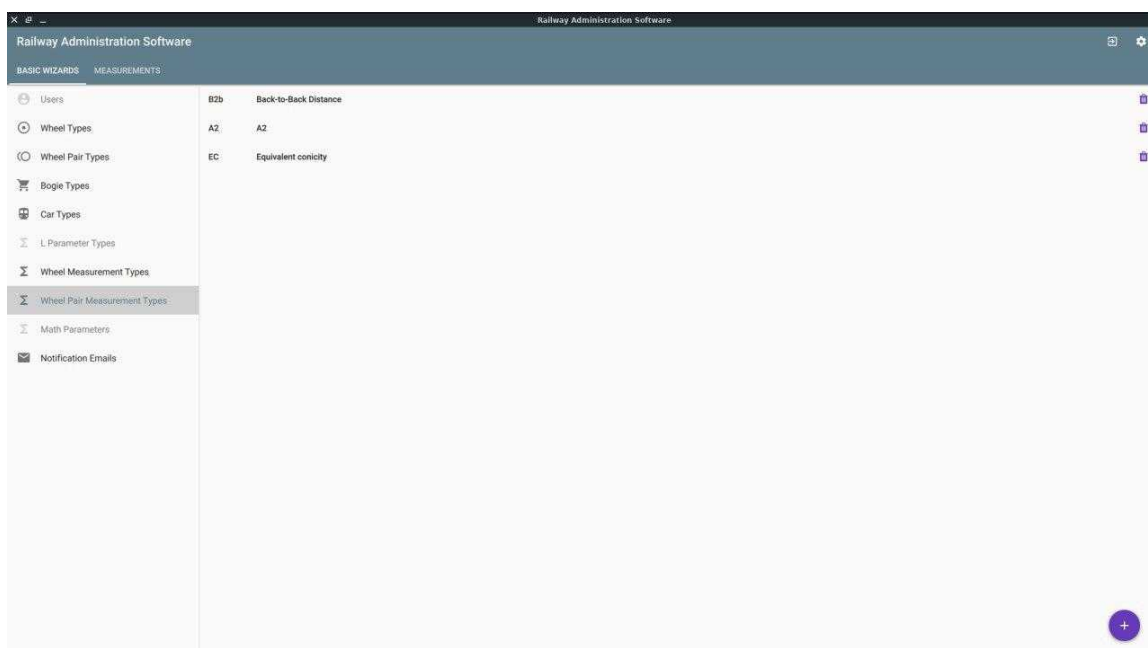 Railway Administration Software
Railway Administration Software
BASIC WIZARDS MEASUREMENTS
Users
Wheel Types
Wheel Pair Types
Bogie Types
Car Types
L Parameter Types
Wheel Measurement Types
Wheel Pair Measurement Types
Math Parameters
Notification Emails
B2b Back-to-Back Distance
A2 A2
EC Equivalent conicity